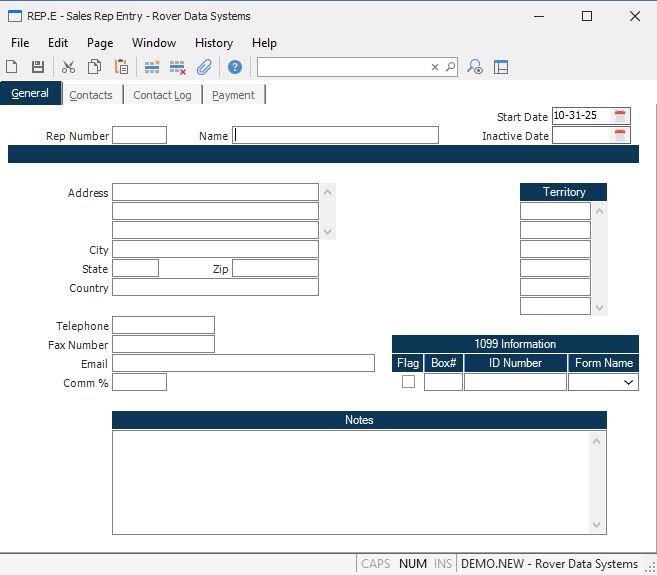 REP.E - Sales Rep Entry - Rover Data Systems
File Edit Page Window History Help
General Contacts Contact Log Payment
Start Date 10-31-25
Rep Number Name Inactive Date
Address Territory
City
State Zip
Country
Telephone
Fax Number 1099 Information
Email Flag Box# ID Number Form Name
Comm %
Notes
CAPS NUM INS DEMO.NEW - Rover Data Systems